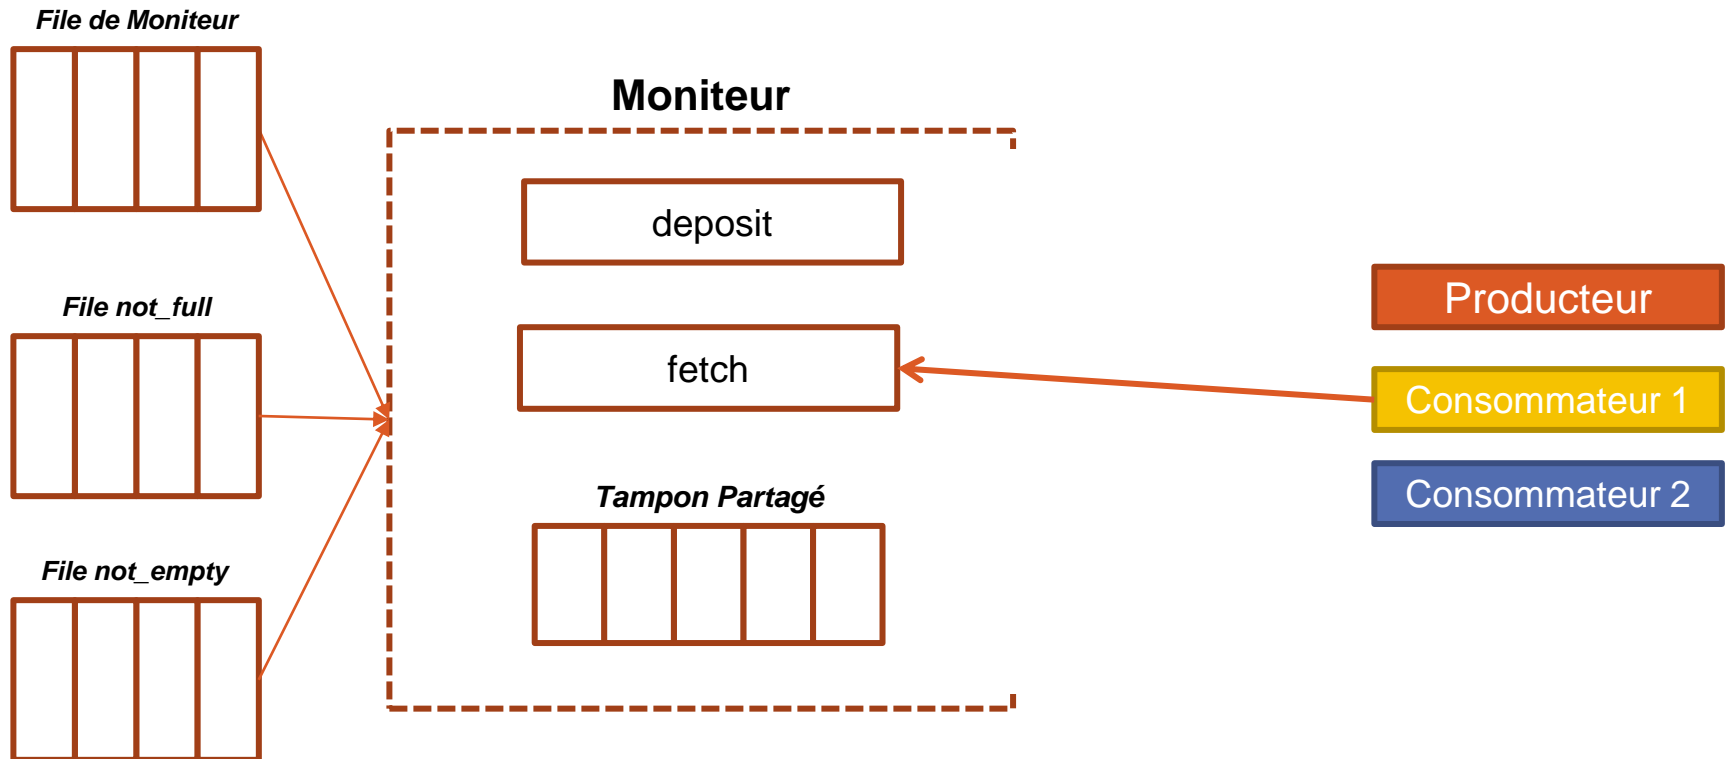 File de Moniteur
Moniteur
deposit
File not_full
Producteur
fetch
Consommateur 1
Consommateur 2
Tampon Partagé
File not_empty